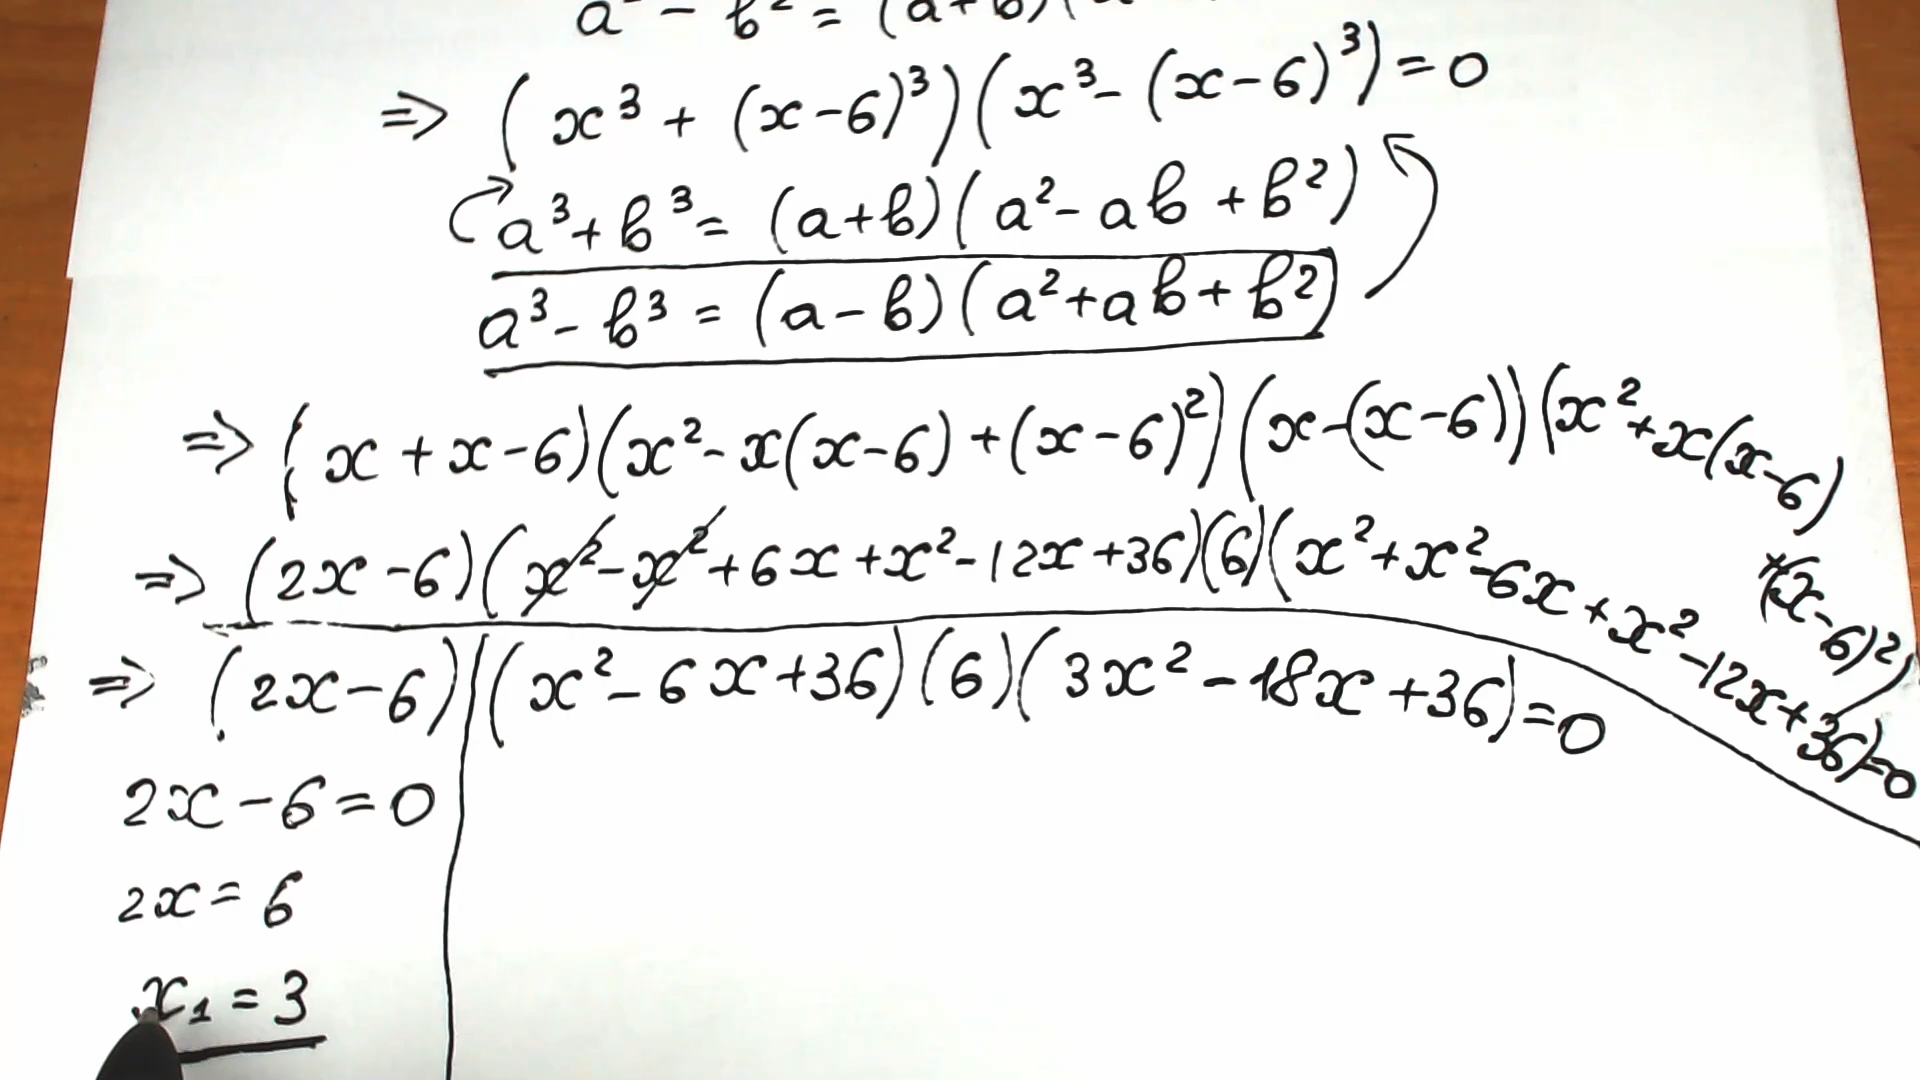 a² - b² = (a+b)(a
=> (x³ + (x-6)³)(x³ - (x-6)³) = 0
a³ + b³ = (a+b)(a² - ab + b²)
a³ - b³ = (a-b)(a² + ab + b²)
=> (x + x - 6)(x² - x(x-6) + (x-6)²)(x - (x-6))(x² + x(x-6)
+(x-6)²)
=> (2x-6)(x² - x² + 6x + x² - 12x + 36)(6)(x² + x² - 6x + x² - 12x + 36) = 0
=> (2x-6)(x² - 6x + 36)(6)(3x² - 18x + 36) = 0
2x - 6 = 0
2x = 6
x₁ = 3